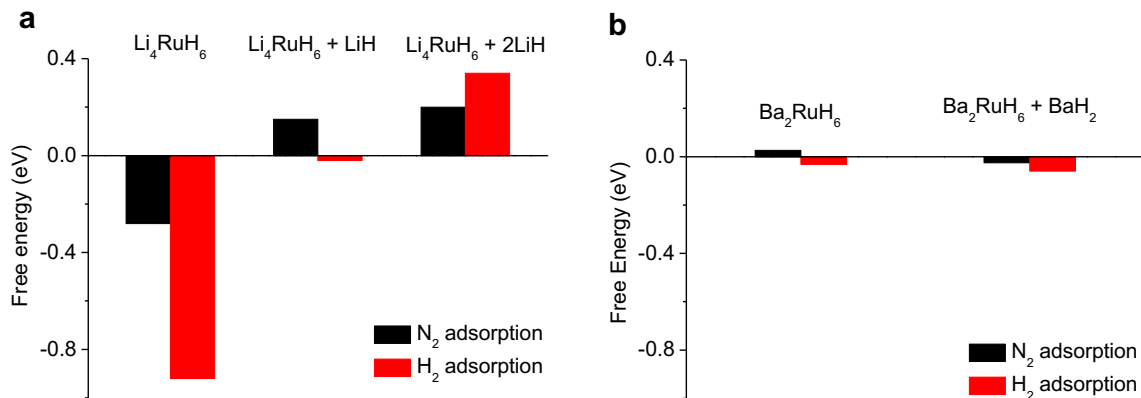 a
Li₄RuH₆ Li₄RuH₆ + LiH Li₄RuH₆ + 2LiH
0.4
0.0
-0.4
-0.8
Free energy (eV)
N₂ adsorption
H₂ adsorption
b
Ba₂RuH₆ Ba₂RuH₆ + BaH₂
0.4
0.0
-0.4
-0.8
Free Energy (eV)
N₂ adsorption
H₂ adsorption